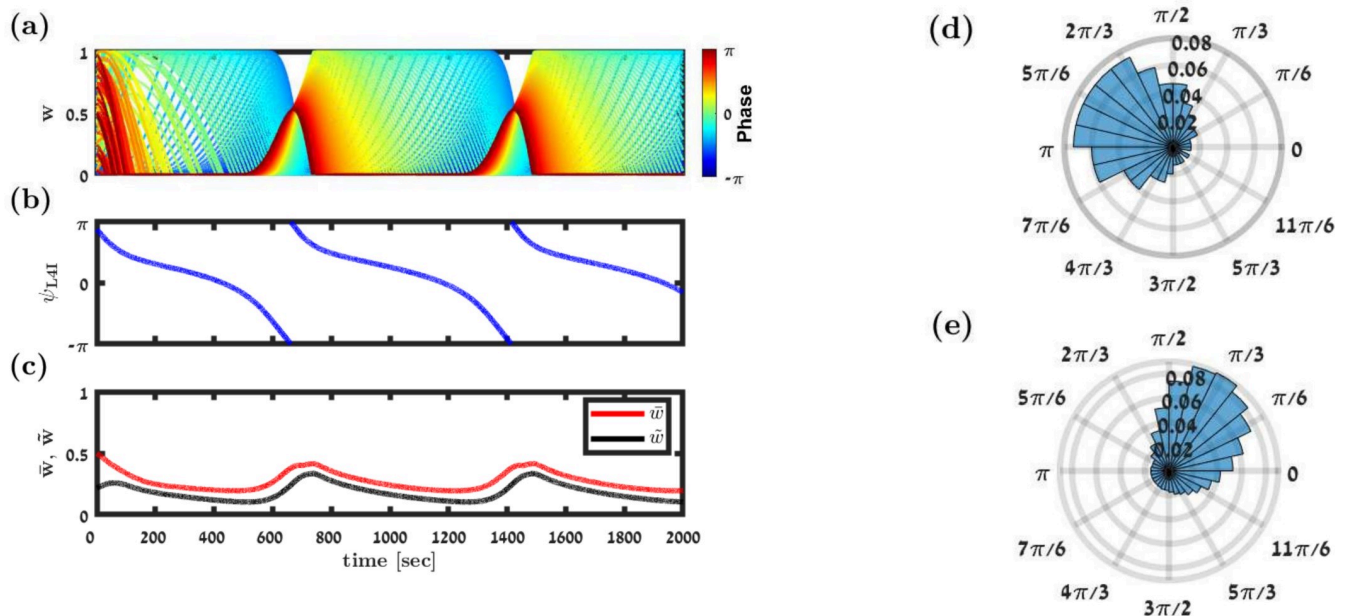 (a)
1
0.5
0
w
π
0
-π
Phase
(b)
π
0
-π
ψL4I
(c)
1
0.5
0
w̄, w̃
w̄
w̃
0 200 400 600 800 1000 1200 1400 1600 1800 2000
time [sec]
(d)
π/2
2π/3 π/3
5π/6 π/6
π 0
7π/6 11π/6
4π/3 5π/3
3π/2
0.08
0.06
0.04
0.02
(e)
π/2
2π/3 π/3
5π/6 π/6
π 0
7π/6 11π/6
4π/3 5π/3
3π/2
0.08
0.06
0.04
0.02